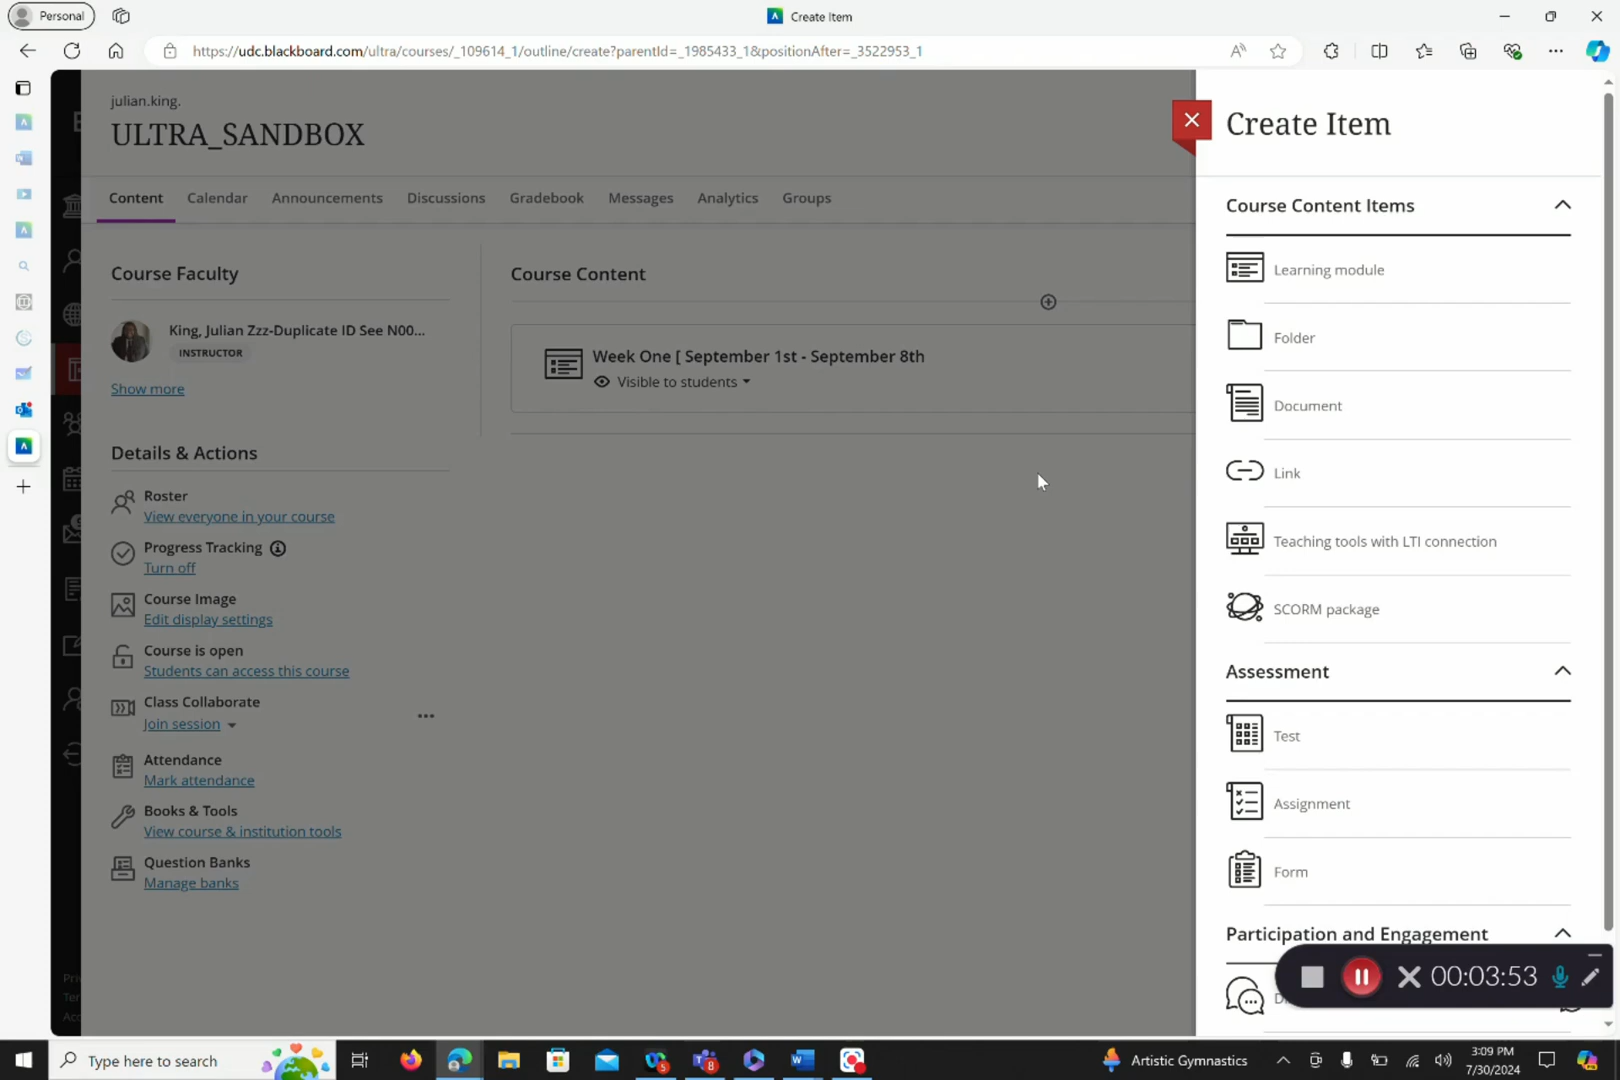 Personal
Create Item
https://udc.blackboard.com/ultra/courses/_109614_1/outline/create?parentId=_1985433_1&positionAfter=_3522953_1
julian.king.
ULTRA_SANDBOX
Content
Calendar
Announcements
Discussions
Gradebook
Messages
Analytics
Groups
Course Faculty
King, Julian Zzz-Duplicate ID See N00...
INSTRUCTOR
Show more
Details & Actions
Roster
View everyone in your course
Progress Tracking
Turn off
Course Image
Edit display settings
Course is open
Students can access this course
Class Collaborate
Join session
Attendance
Mark attendance
Books & Tools
View course & institution tools
Question Banks
Manage banks
Course Content
Week One [ September 1st - September 8th
Visible to students
Create Item
Course Content Items
Learning module
Folder
Document
Link
Teaching tools with LTI connection
SCORM package
Assessment
Test
Assignment
Form
Participation and Engagement
00:03:53
Type here to search
5
8
Artistic Gymnastics
3:09 PM
7/30/2024